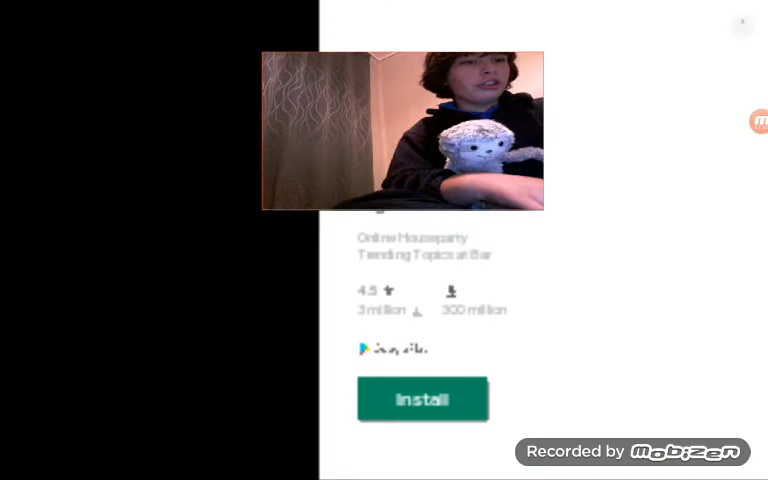 Online Houseparty
Trending Topics at Bar
4.5
3 million 300 million
Install
Recorded by mobizen